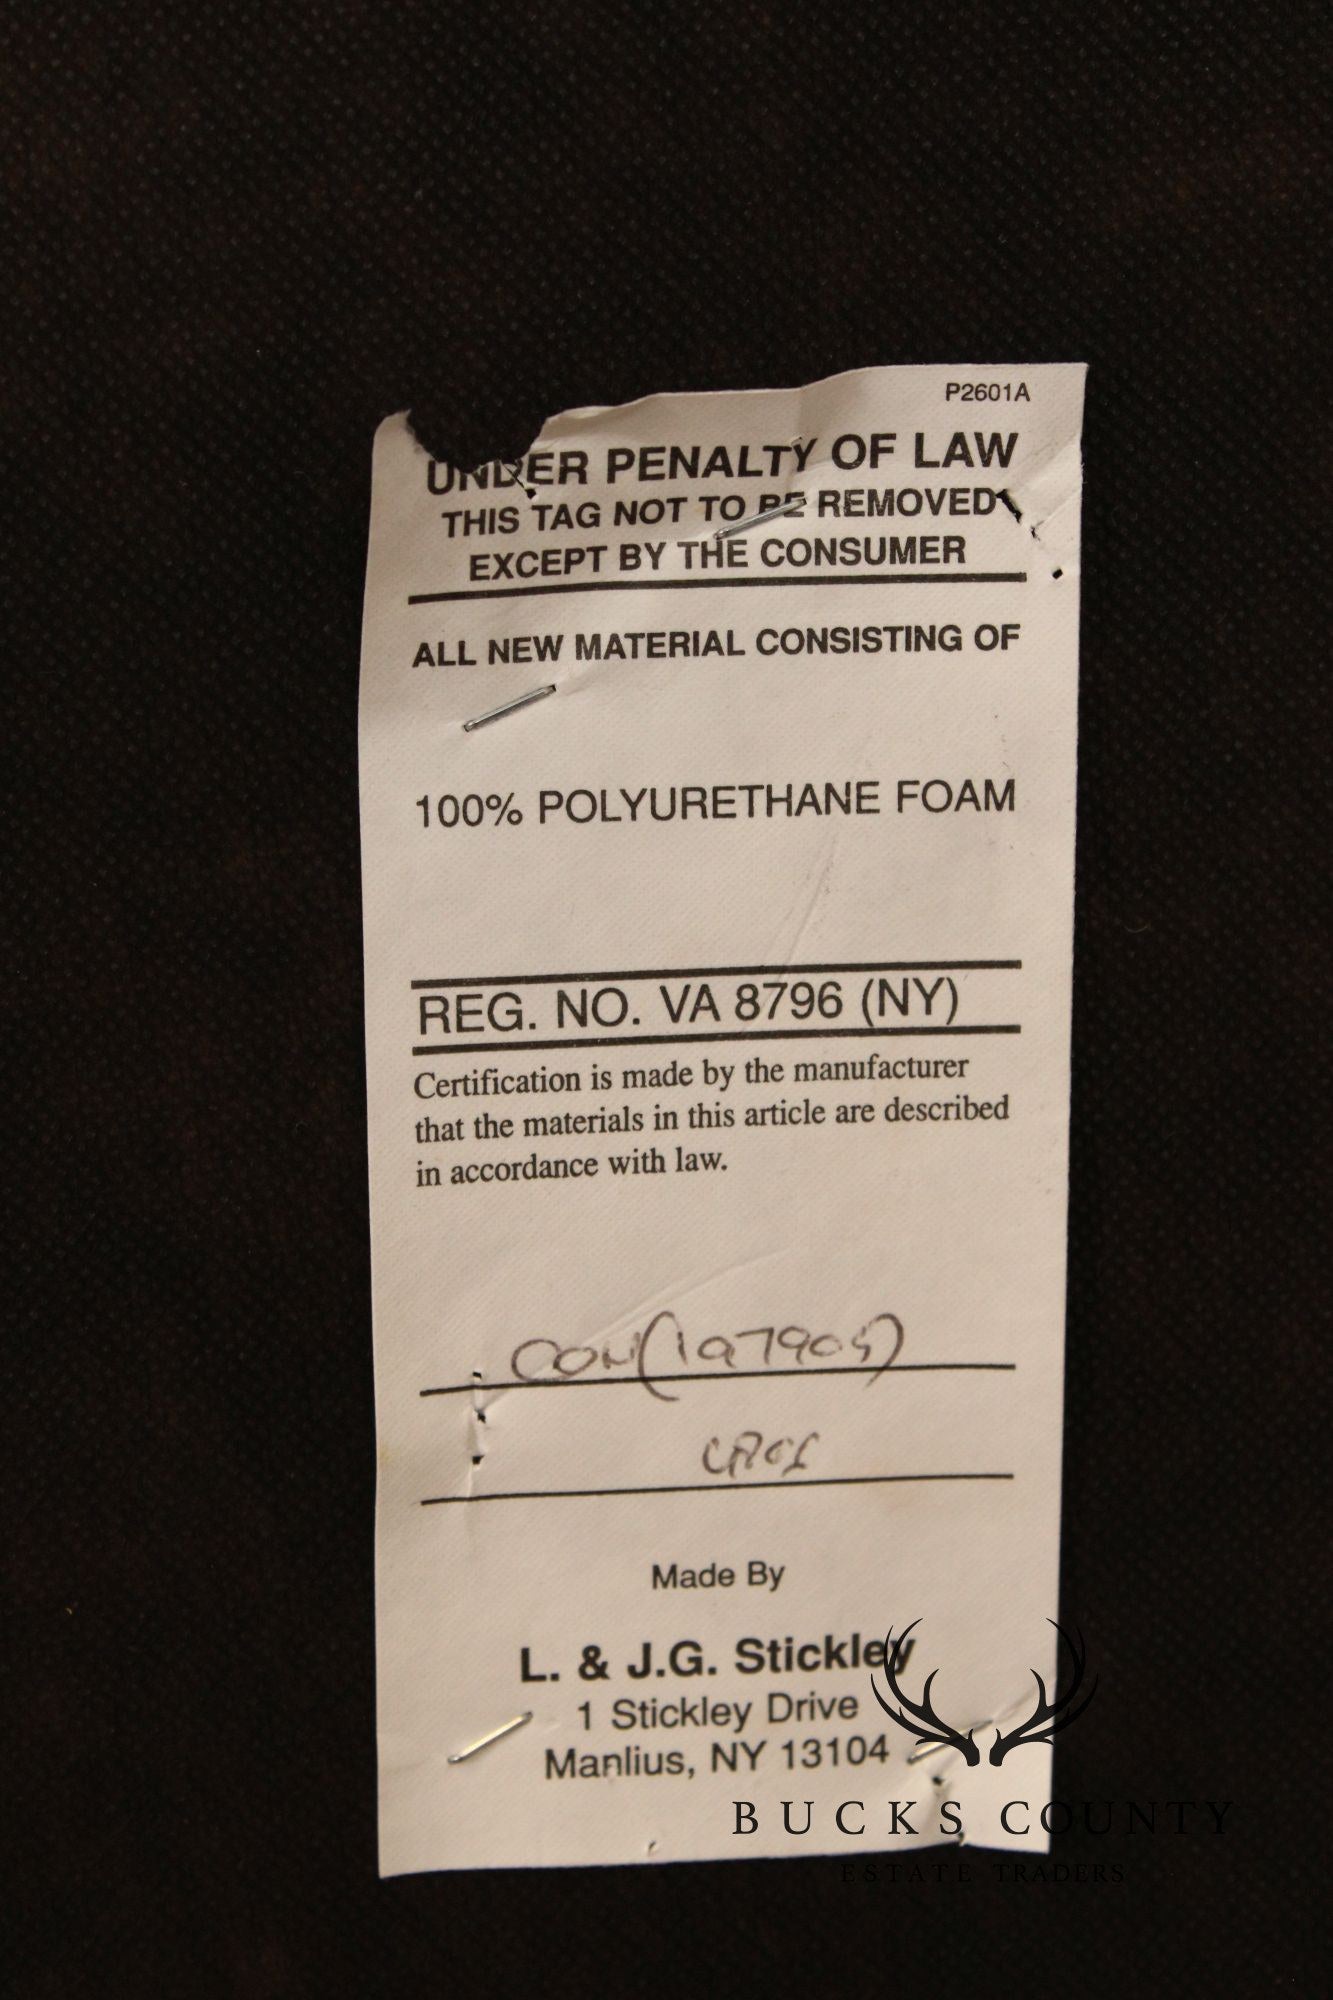 P2601A
UNDER PENALTY OF LAW
THIS TAG NOT TO BE REMOVED
EXCEPT BY THE CONSUMER
ALL NEW MATERIAL CONSISTING OF
100% POLYURETHANE FOAM
REG. NO. VA 8796 (NY)
Certification is made by the manufacturer
that the materials in this article are described
in accordance with law.
CON(197905)
Made By
L. & J.G. Stickley
1 Stickley Drive
Manlius, NY 13104
BUCKS COUNTY
ESTATE TRADERS